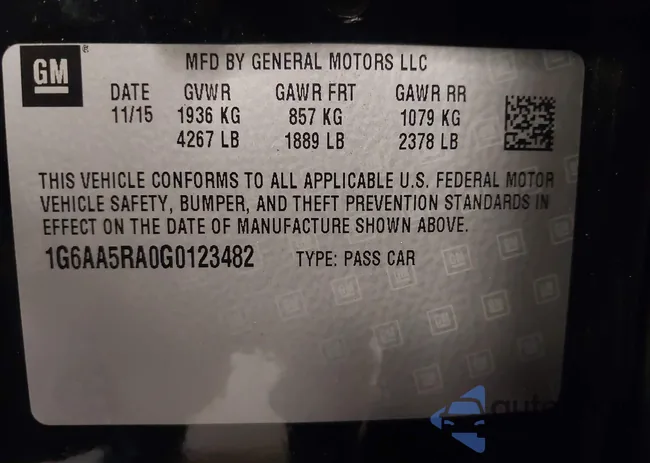 GM®
MFD BY GENERAL MOTORS LLC
DATE GVWR GAWR FRT GAWR RR
11/15 1936 KG 857 KG 1079 KG
4267 LB 1889 LB 2378 LB
THIS VEHICLE CONFORMS TO ALL APPLICABLE U.S. FEDERAL MOTOR
VEHICLE SAFETY, BUMPER, AND THEFT PREVENTION STANDARDS IN
EFFECT ON THE DATE OF MANUFACTURE SHOWN ABOVE.
1G6AA5RA0G0123482 TYPE: PASS CAR